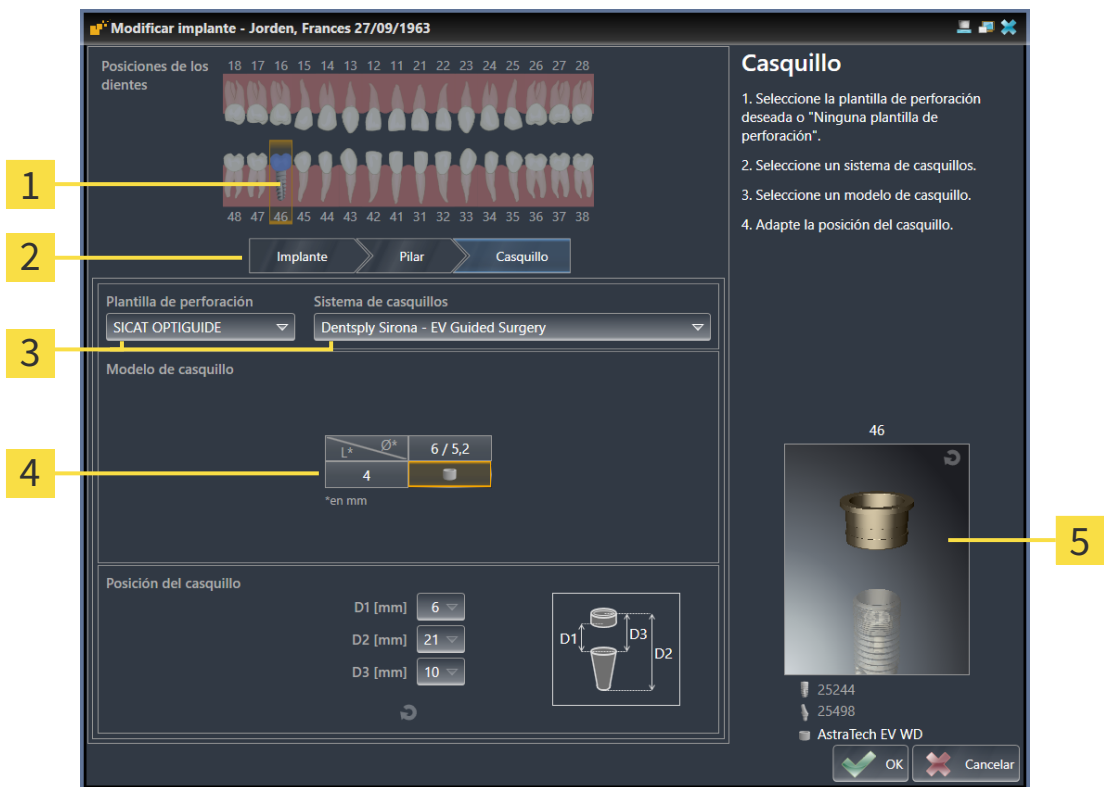 Modificar implante - Jorden, Frances 27/09/1963
Posiciones de los
dientes
18 17 16 15 14 13 12 11 21 22 23 24 25 26 27 28
48 47 46 45 44 43 42 41 31 32 33 34 35 36 37 38
1
2
Implante
Pilar
Casquillo
Plantilla de perforación
Sistema de casquillos
SICAT OPTIGUIDE
Dentsply Sirona - EV Guided Surgery
3
Modelo de casquillo
L* Ø*
6 / 5,2
4
4
*en mm
Posición del casquillo
D1 [mm] 6
D2 [mm] 21
D3 [mm] 10
D1
D3
D2
Casquillo
1. Seleccione la plantilla de perforación
deseada o "Ninguna plantilla de
perforación".
2. Seleccione un sistema de casquillos.
3. Seleccione un modelo de casquillo.
4. Adapte la posición del casquillo.
46
5
25244
25498
AstraTech EV WD
OK
Cancelar